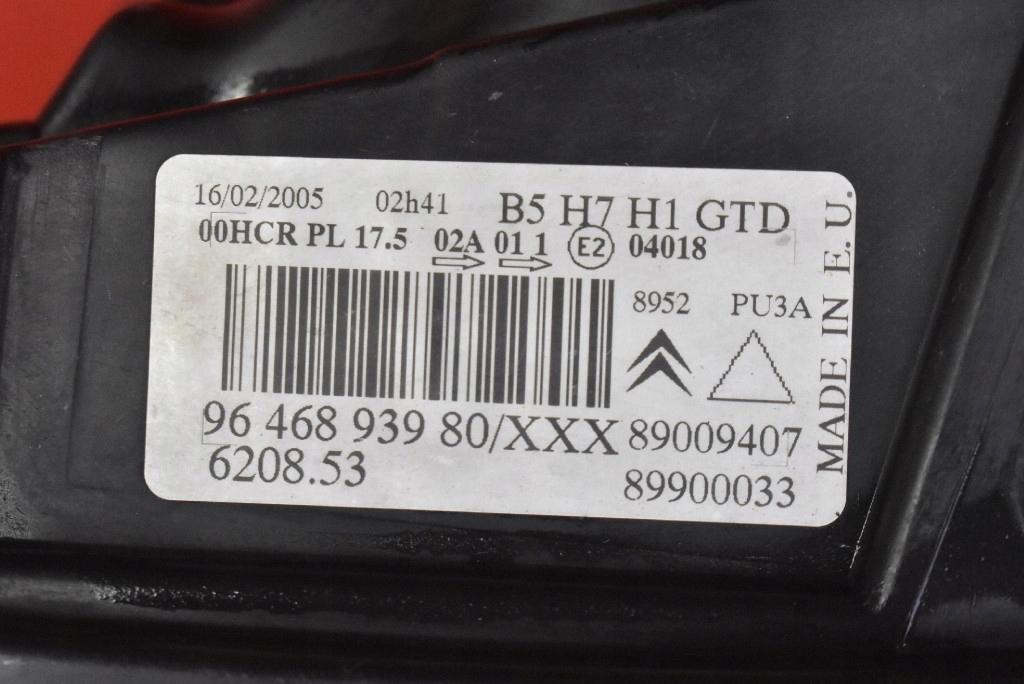 16/02/2005 02h41 B5 H7 H1 GTD
00HCR PL 17.5 02A 01 1 E2 04018
8952 PU3A
96 468 939 80/XXX 89009407
6208.53 89900033
MADE IN E. U.